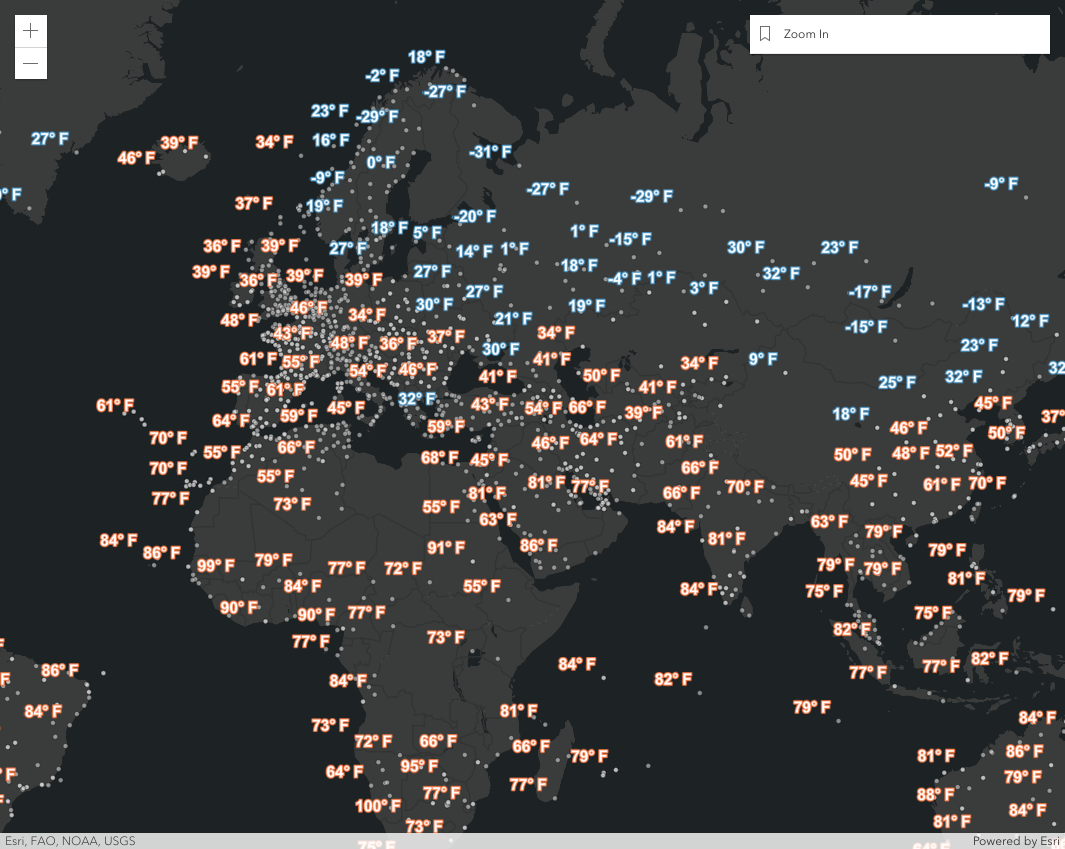 Zoom In
18° F
-2° F
-27° F
23° F
-29° F
27° F
39° F
34° F
16° F
46° F
-31° F
0° F
-9° F
-27° F
-9° F
-29° F
37° F
19° F
-20° F
18° F
5° F
1° F
-15° F
36° F
39° F
27° F
14° F
1° F
30° F
23° F
39° F
36° F
39° F
39° F
27° F
18° F
-4° F
1° F
32° F
3° F
27° F
-17° F
46° F
30° F
19° F
-13° F
48° F
34° F
21° F
12° F
43° F
-15° F
48° F
36° F
37° F
34° F
23° F
30° F
61° F
55° F
41° F
34° F
9° F
54° F
46° F
41° F
50° F
32° F
32
55° F
61° F
41° F
25° F
32° F
61° F
45° F
43° F
54° F
66° F
39° F
18° F
45° F
37°
64° F
59° F
59° F
46° F
50° F
70° F
55° F
66° F
46° F
64° F
61° F
50° F
48° F
52° F
70° F
68° F
45° F
66° F
55° F
81° F
77° F
70° F
45° F
61° F
70° F
77° F
73° F
55° F
81° F
66° F
63° F
84° F
63° F
79° F
84° F
86° F
91° F
86° F
81° F
79° F
99° F
79° F
77° F
72° F
79° F
79° F
84° F
55° F
84° F
75° F
81° F
79° F
90° F
90° F
77° F
75° F
77° F
73° F
82° F
86° F
84° F
84° F
82° F
77° F
77° F
82° F
84° F
73° F
81° F
79° F
84° F
72° F
66° F
66° F
79° F
81° F
86° F
64° F
95° F
77° F
79° F
100° F
77° F
88° F
84° F
73° F
81° F
75° F
64° F
Esri, FAO, NOAA, USGS
Powered by Esri